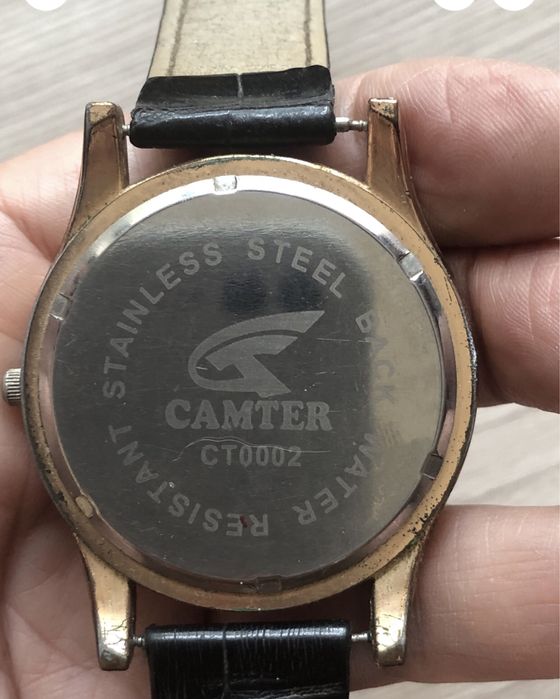 STAINLESS STEEL BACK WATER RESISTANT
CAMTER
CT0002